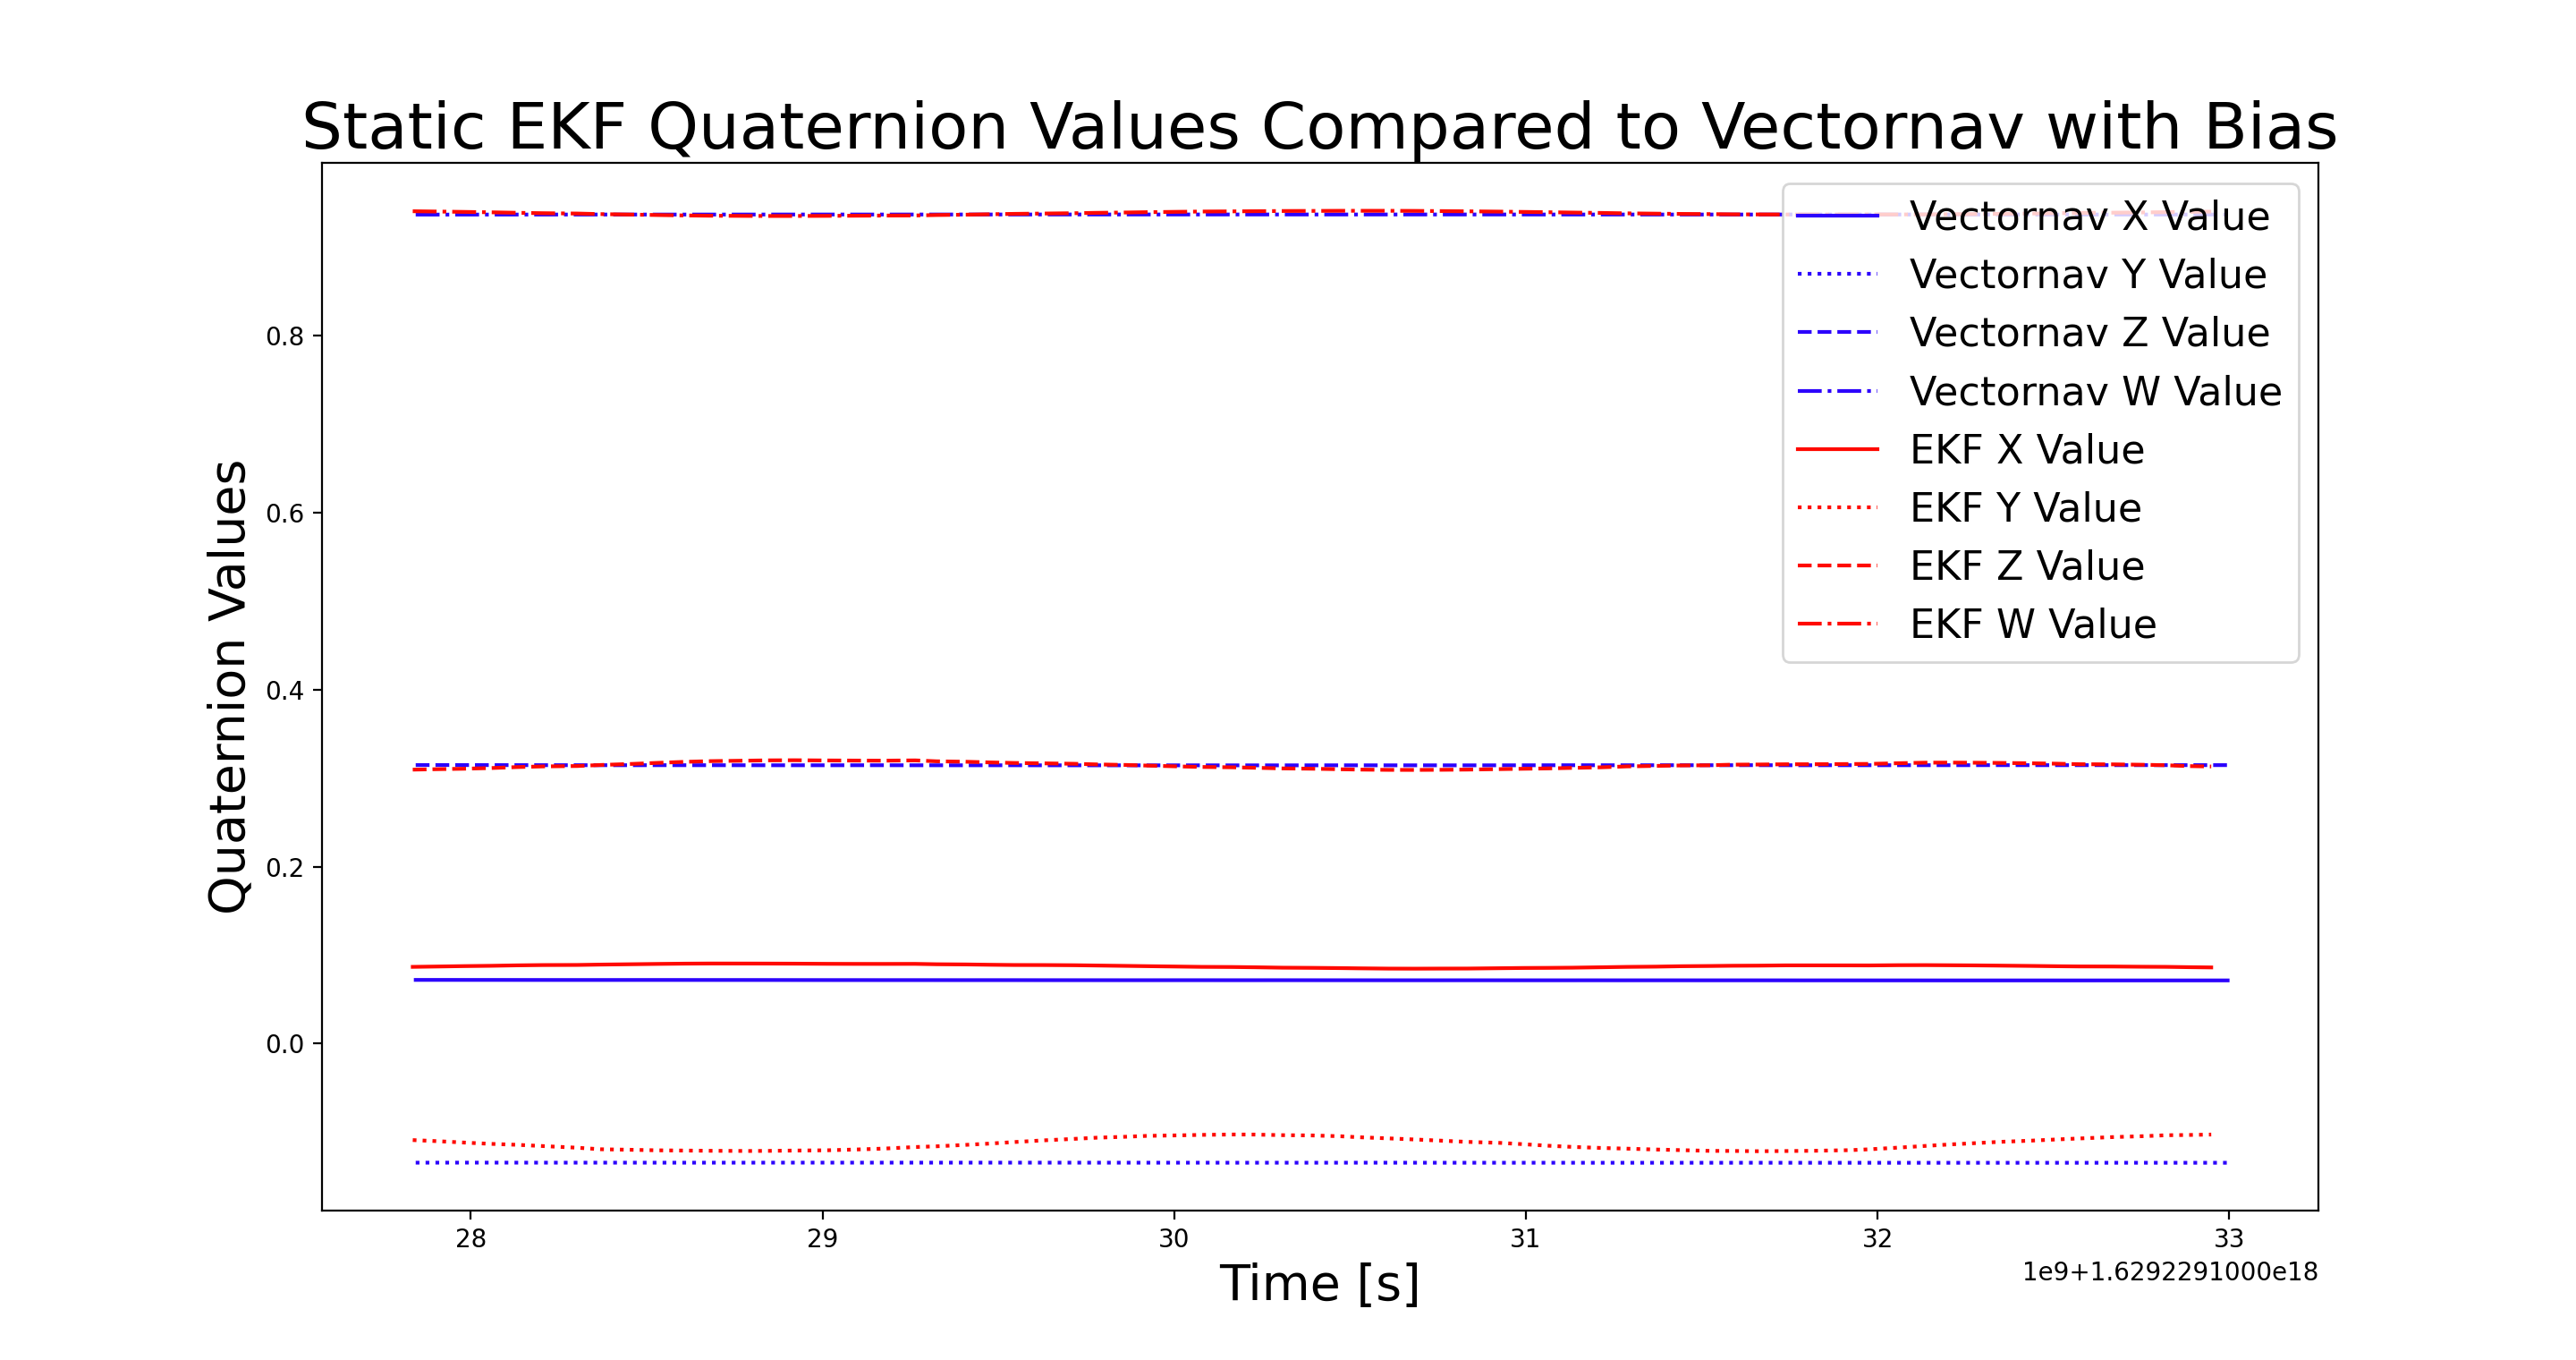 Static EKF Quaternion Values Compared to Vectornav with Bias
Vectornav X Value
Vectornav Y Value
Vectornav Z Value
Vectornav W Value
EKF X Value
EKF Y Value
EKF Z Value
EKF W Value
Quaternion Values
0.8
0.6
0.4
0.2
0.0
28 29 30 31 32 33
1e9+1.6292291000e18
Time [s]